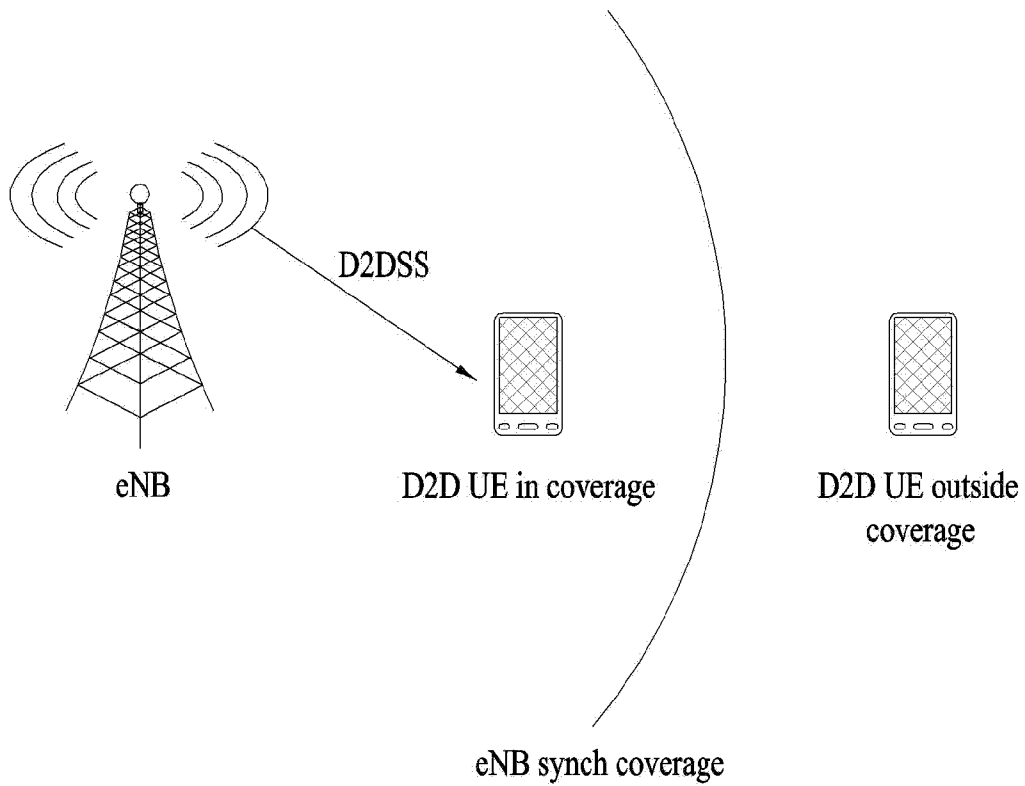 D2DSS
eNB
D2D UE in coverage
D2D UE outside
coverage
eNB synch coverage